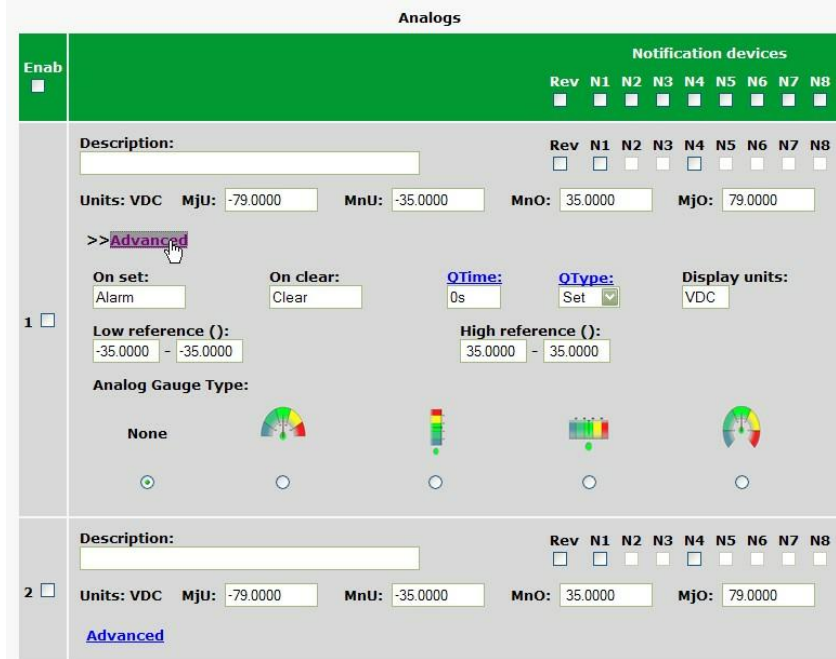 Analogs
Enab
Notification devices
Rev N1 N2 N3 N4 N5 N6 N7 N8
Description:
Rev N1 N2 N3 N4 N5 N6 N7 N8
Units: VDC MjU: -79.0000 MnU: -35.0000 MnO: 35.0000 MjO: 79.0000
>>Advanced
On set: On clear: QTime: QType: Display units:
Alarm Clear 0s Set VDC
1
Low reference (): High reference ():
-35.0000 - -35.0000 35.0000 - 35.0000
Analog Gauge Type:
None
Description:
Rev N1 N2 N3 N4 N5 N6 N7 N8
2
Units: VDC MjU: -79.0000 MnU: -35.0000 MnO: 35.0000 MjO: 79.0000
Advanced